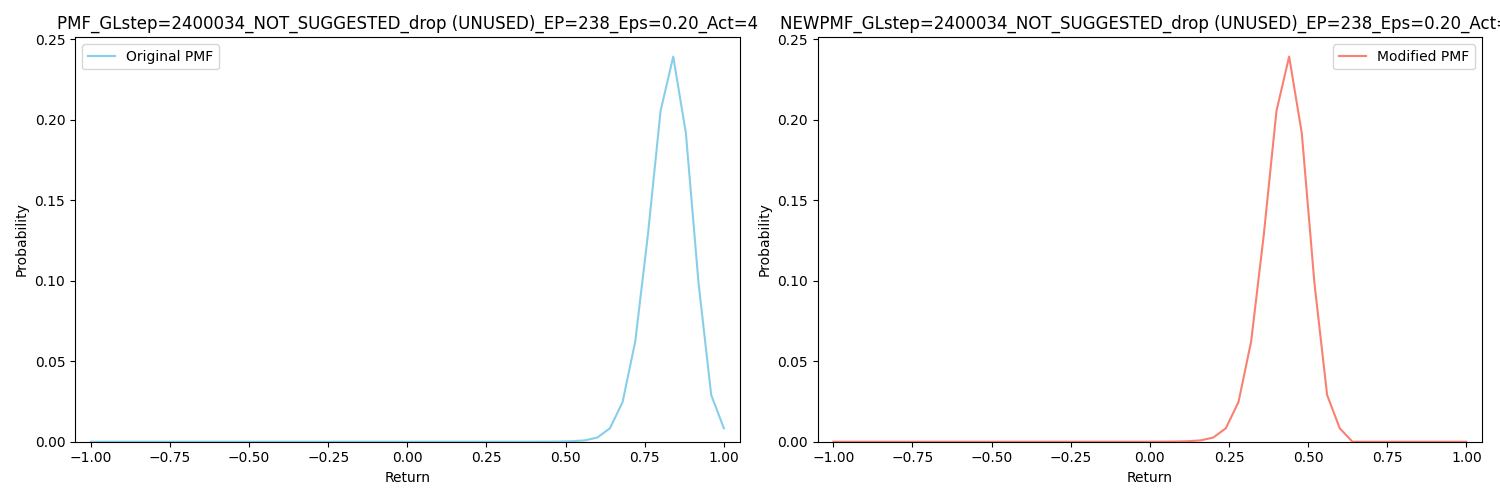 PMF_GLstep=2400034_NOT_SUGGESTED_drop (UNUSED)_EP=238_Eps=0.20_Act=4
NEWPMF_GLstep=2400034_NOT_SUGGESTED_drop (UNUSED)_EP=238_Eps=0.20_Act=
Original PMF
Probability
0.25
0.20
0.15
0.10
0.05
0.00
−1.00 −0.75 −0.50 −0.25 0.00 0.25 0.50 0.75 1.00
Return
Modified PMF
Probability
0.25
0.20
0.15
0.10
0.05
0.00
−1.00 −0.75 −0.50 −0.25 0.00 0.25 0.50 0.75 1.00
Return